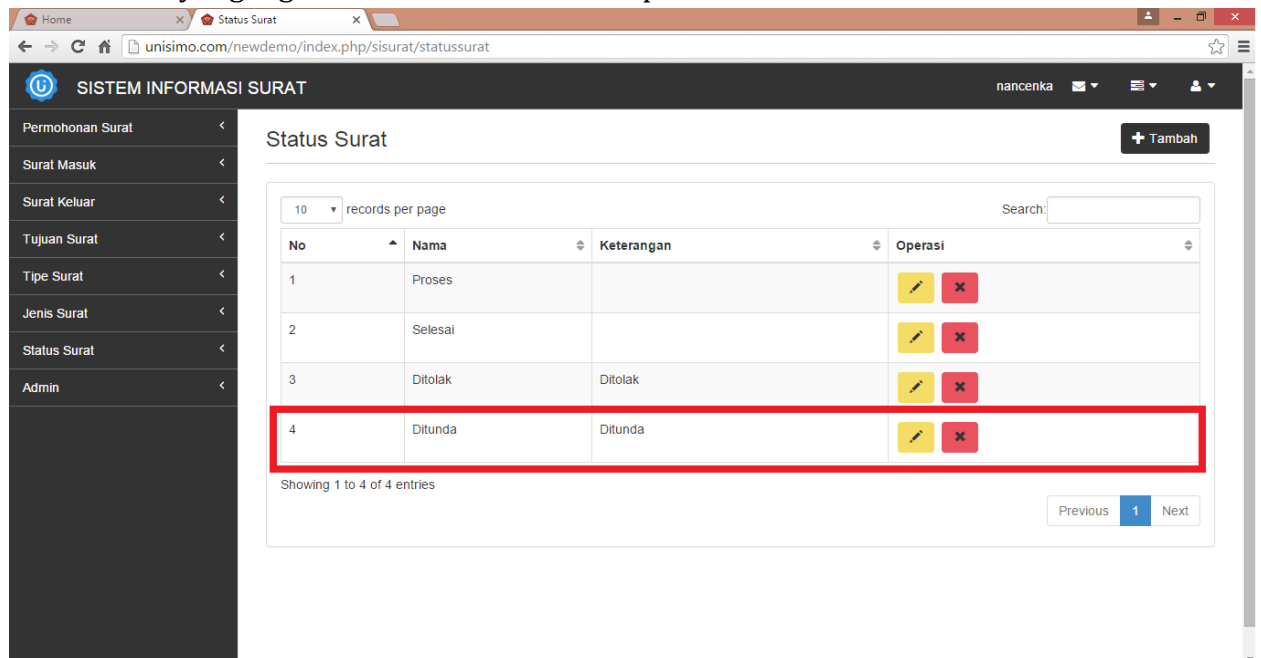 Home
Status Surat
unisimo.com/newdemo/index.php/sisurat/statussurat
SISTEM INFORMASI SURAT
nancenka
Permohonan Surat
Surat Masuk
Surat Keluar
Tujuan Surat
Tipe Surat
Jenis Surat
Status Surat
Admin
Status Surat
Tambah
10 records per page
Search:
No Nama Keterangan Operasi
1 Proses
2 Selesai
3 Ditolak Ditolak
4 Ditunda Ditunda
Showing 1 to 4 of 4 entries
Previous 1 Next